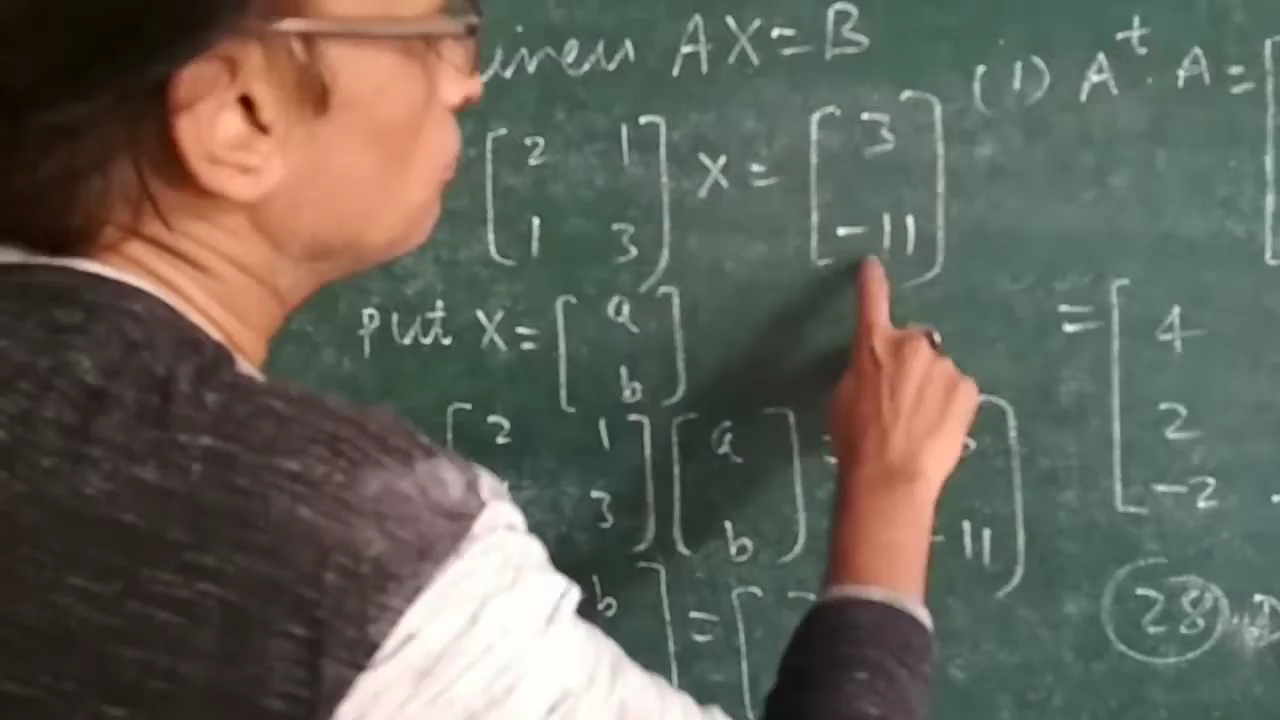 AX=B
[2 1
1 3] X = [3
-11]
put X = [a
b]
[2 1
3] [a
b] =
-11]
b] = [
(1) Aᵗ. A = [
= [4
2
-2
28